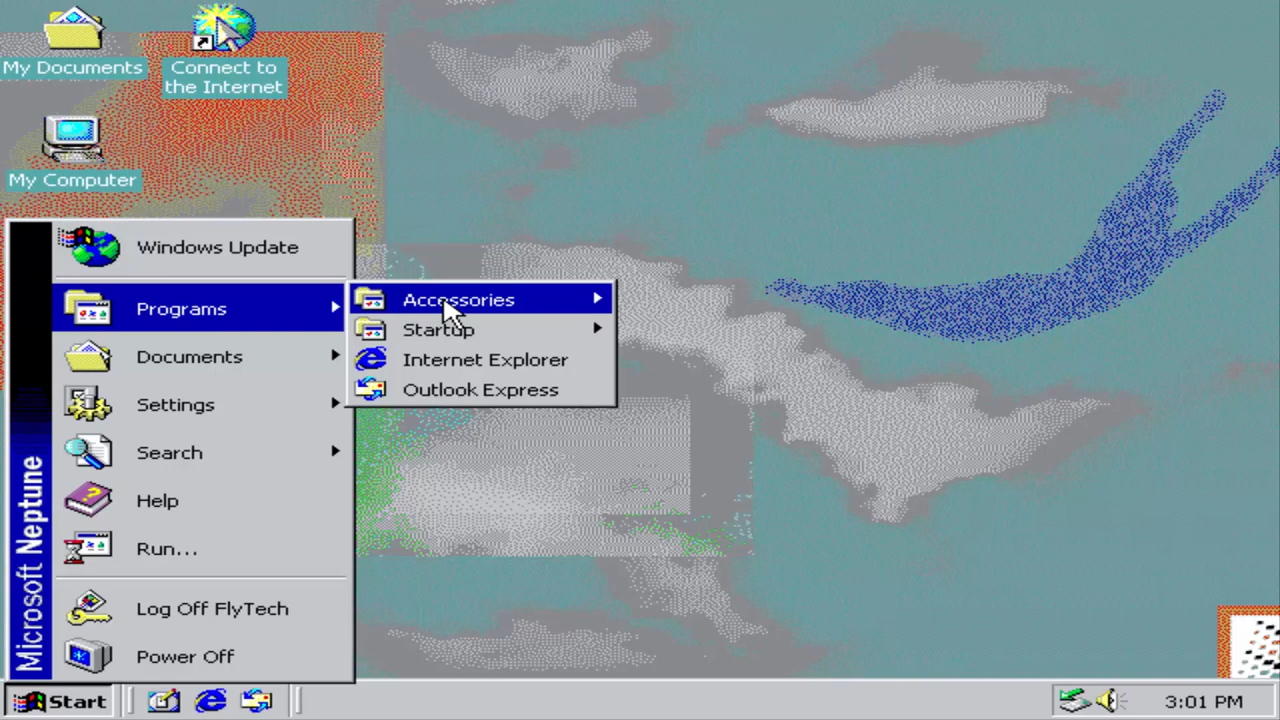 My Documents
Connect to
the Internet
My Computer
Windows Update
Programs
Documents
Settings
Search
Help
Run...
Log Off FlyTech
Power Off
Microsoft Neptune
Accessories
Startup
Internet Explorer
Outlook Express
Start
3:01 PM